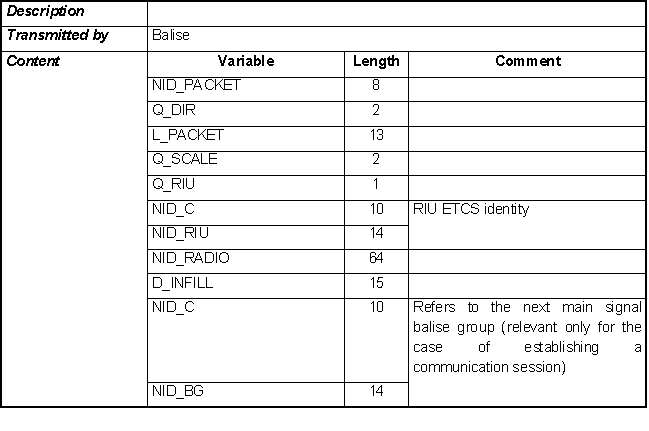 Description
Transmitted by Balise
Content Variable Length Comment
NID_PACKET 8
Q_DIR 2
L_PACKET 13
Q_SCALE 2
Q_RIU 1
NID_C 10 RIU ETCS identity
NID_RIU 14
NID_RADIO 64
D_INFILL 15
NID_C 10 Refers to the next main signal
balise group (relevant only for the
case of establishing a
communication session)
NID_BG 14